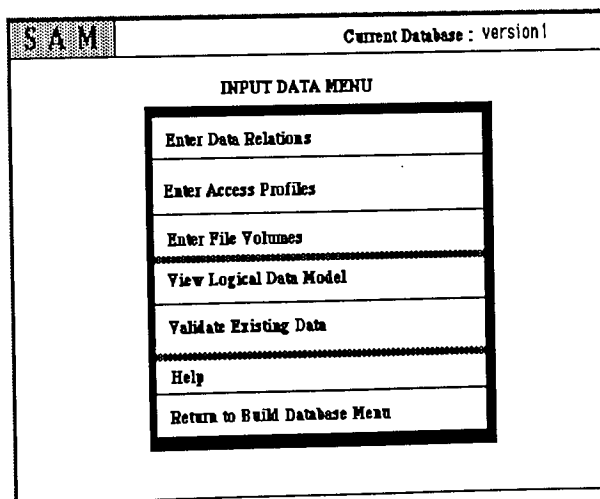 SAM
Current Database : version1
INPUT DATA MENU
Enter Data Relations
Enter Access Profiles
Enter File Volumes
View Logical Data Model
Validate Existing Data
Help
Return to Build Database Menu